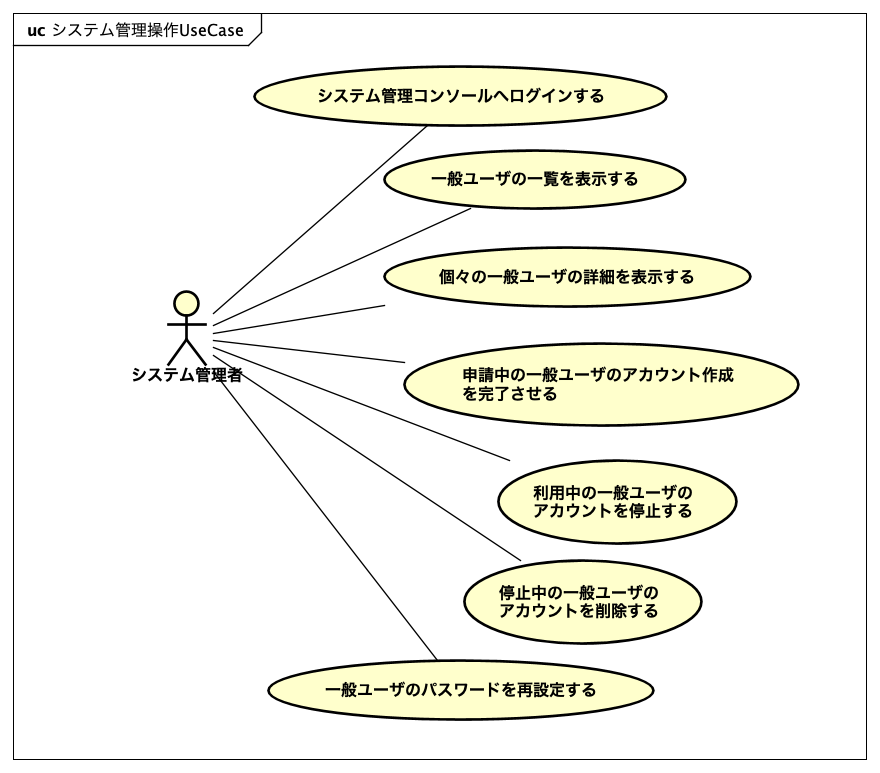 uc システム管理操作UseCase
システム管理コンソールへログインする
一般ユーザの一覧を表示する
個々の一般ユーザの詳細を表示する
システム管理者
申請中の一般ユーザのアカウント作成
を完了させる
利用中の一般ユーザの
アカウントを停止する
停止中の一般ユーザの
アカウントを削除する
一般ユーザのパスワードを再設定する